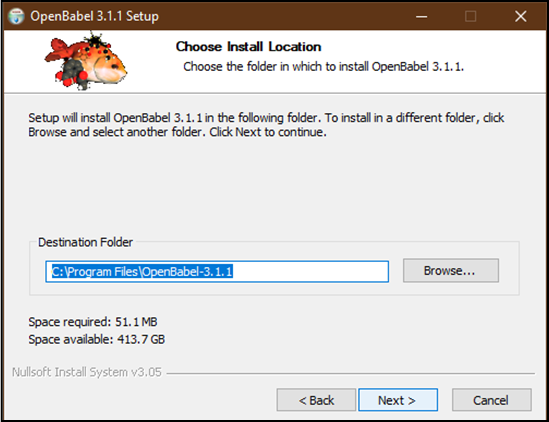 OpenBabel 3.1.1 Setup
Choose Install Location
Choose the folder in which to install OpenBabel 3.1.1.
Setup will install OpenBabel 3.1.1 in the following folder. To install in a different folder, click
Browse and select another folder. Click Next to continue.
Destination Folder
C:\Program Files\OpenBabel-3.1.1
Browse...
Space required: 51.1 MB
Space available: 413.7 GB
Nullsoft Install System v3.05
< Back
Next >
Cancel